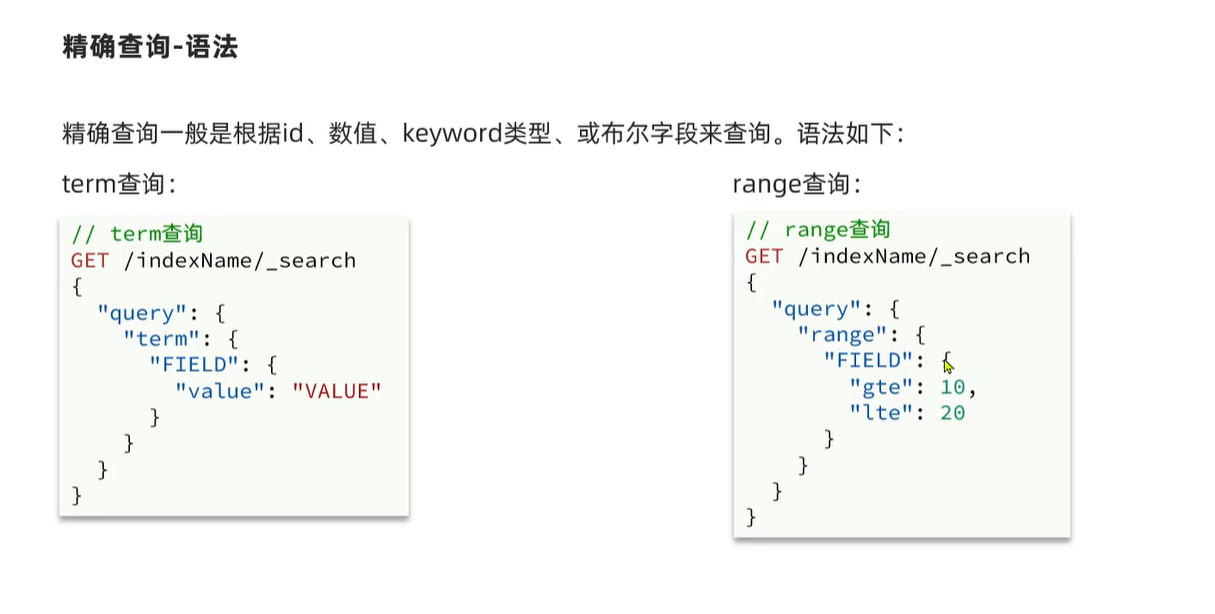 精确查询-语法
精确查询一般是根据id、数值、keyword类型、或布尔字段来查询。语法如下：
term查询：
// term查询
GET /indexName/_search
{
  "query": {
    "term": {
      "FIELD": {
        "value": "VALUE"
      }
    }
  }
}
range查询：
// range查询
GET /indexName/_search
{
  "query": {
    "range": {
      "FIELD": {
        "gte": 10,
        "lte": 20
      }
    }
  }
}